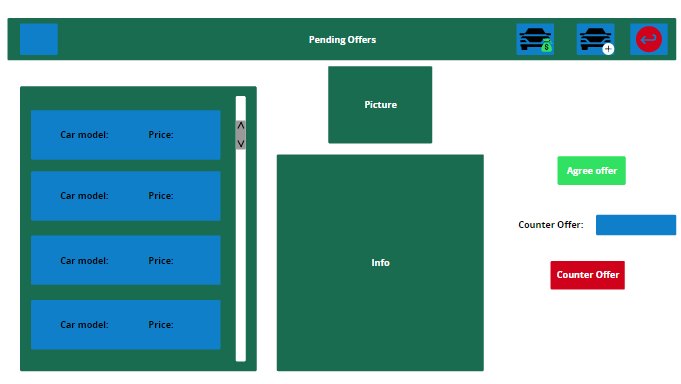 Pending Offers
Picture
Car model: Price:
Car model: Price:
Car model: Price:
Car model: Price:
Info
Agree offer
Counter Offer:
Counter Offer